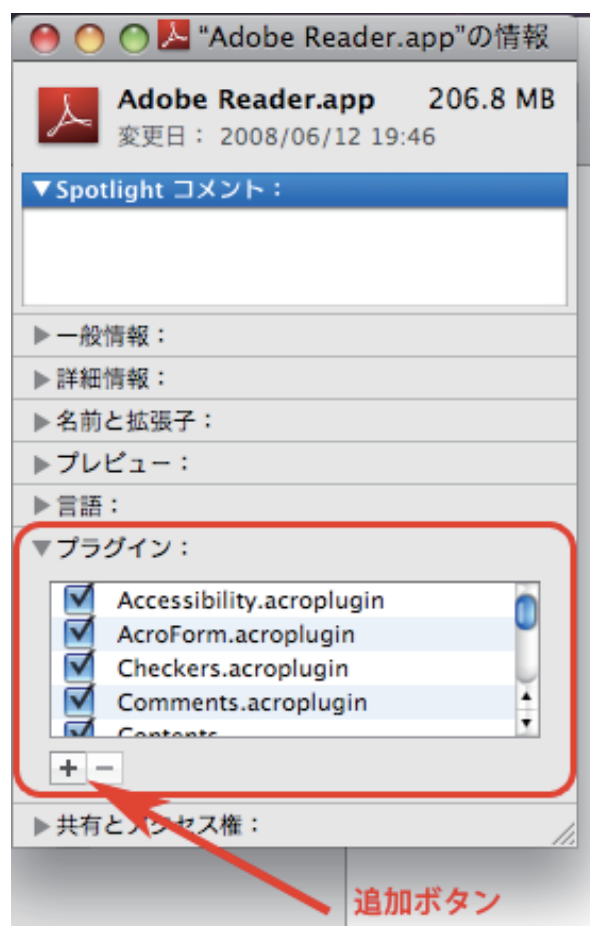 "Adobe Reader.app"の情報
Adobe Reader.app 206.8 MB
変更日： 2008/06/12 19:46
▼Spotlight コメント：
▶一般情報：
▶詳細情報：
▶名前と拡張子：
▶プレビュー：
▶言語：
▼プラグイン：
Accessibility.acroplugin
AcroForm.acroplugin
Checkers.acroplugin
Comments.acroplugin
Contents
+ −
▶共有とアクセス権：
追加ボタン